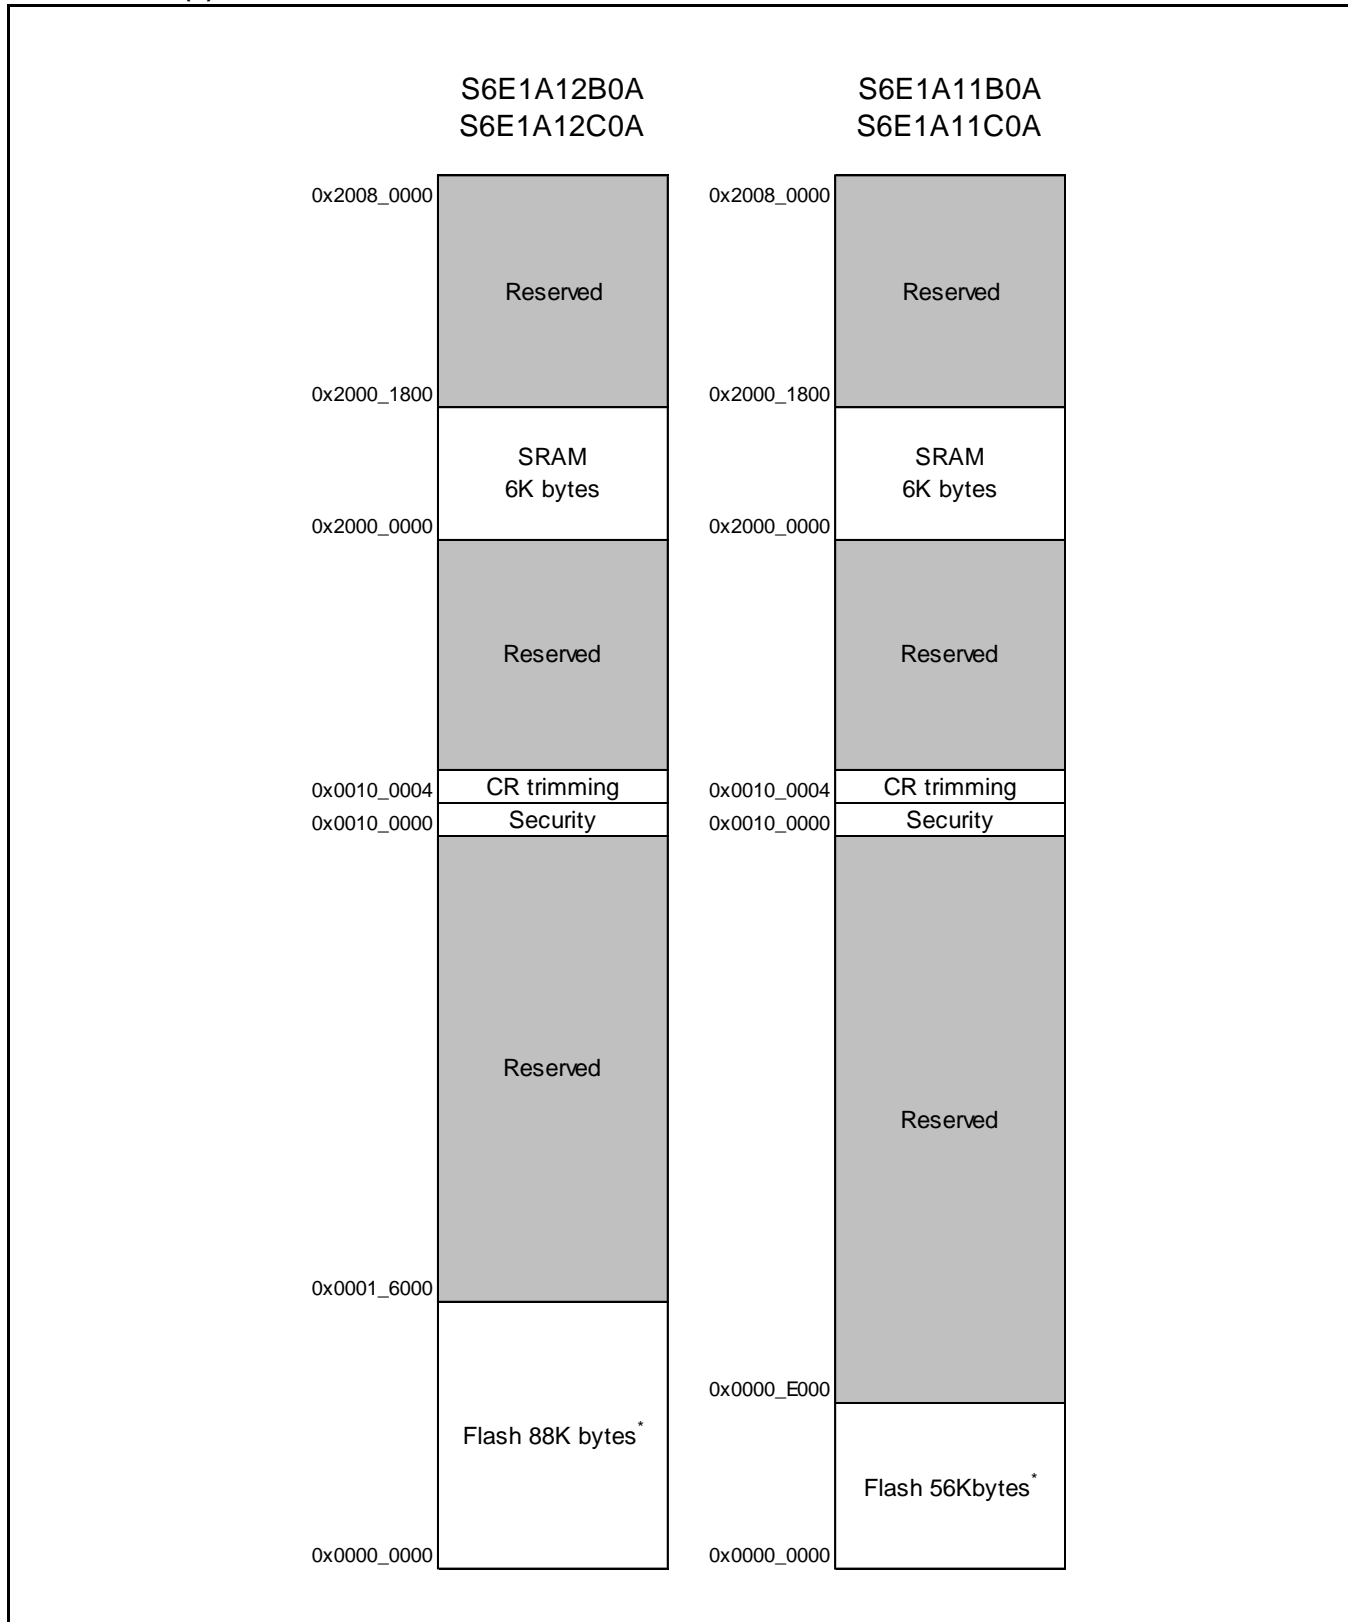 S6E1A12B0A
S6E1A12C0A
0x2008_0000
Reserved
0x2000_1800
SRAM
6K bytes
0x2000_0000
Reserved
0x0010_0004
CR trimming
0x0010_0000
Security
Reserved
0x0001_6000
Flash 88K bytes*
0x0000_0000
S6E1A11B0A
S6E1A11C0A
0x2008_0000
Reserved
0x2000_1800
SRAM
6K bytes
0x2000_0000
Reserved
0x0010_0004
CR trimming
0x0010_0000
Security
Reserved
0x0000_E000
Flash 56Kbytes*
0x0000_0000